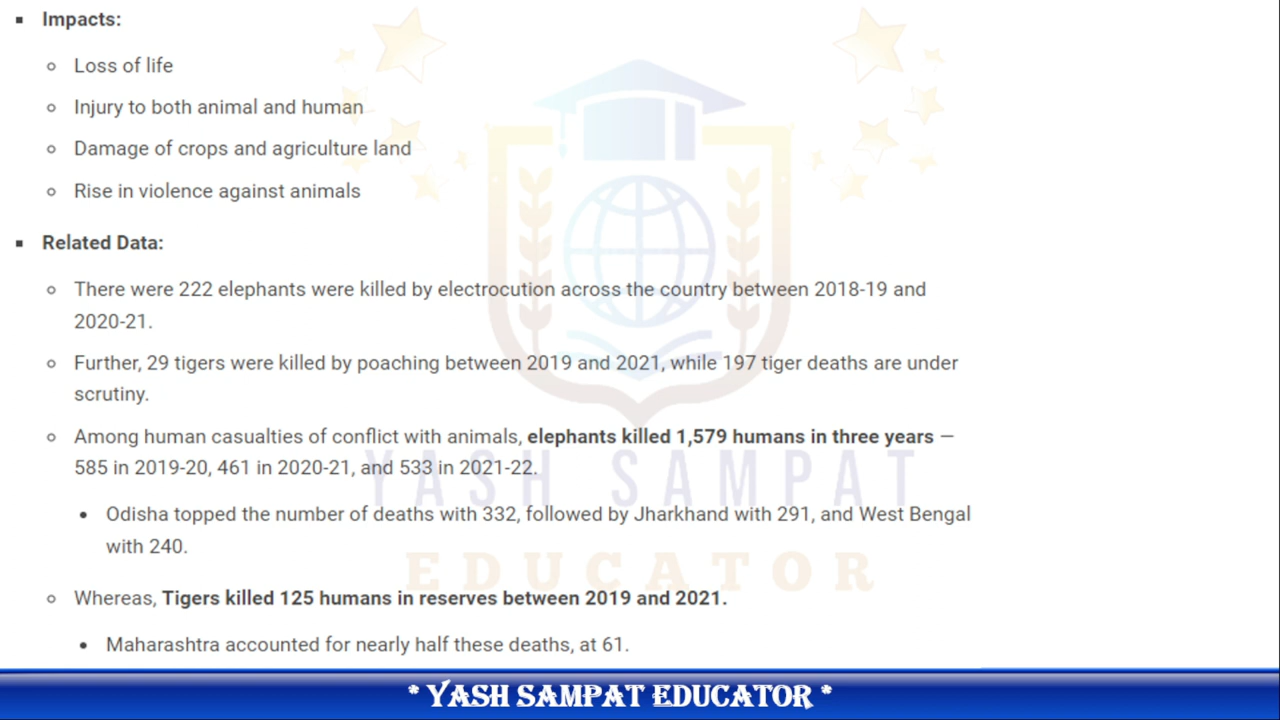 Impacts:
Loss of life
Injury to both animal and human
Damage of crops and agriculture land
Rise in violence against animals
Related Data:
There were 222 elephants were killed by electrocution across the country between 2018-19 and
2020-21.
Further, 29 tigers were killed by poaching between 2019 and 2021, while 197 tiger deaths are under
scrutiny.
Among human casualties of conflict with animals, elephants killed 1,579 humans in three years —
585 in 2019-20, 461 in 2020-21, and 533 in 2021-22.
YASH SAMPAT
Odisha topped the number of deaths with 332, followed by Jharkhand with 291, and West Bengal
with 240.
EDUCATOR
Whereas, Tigers killed 125 humans in reserves between 2019 and 2021.
Maharashtra accounted for nearly half these deaths, at 61.
* YASH SAMPAT EDUCATOR *